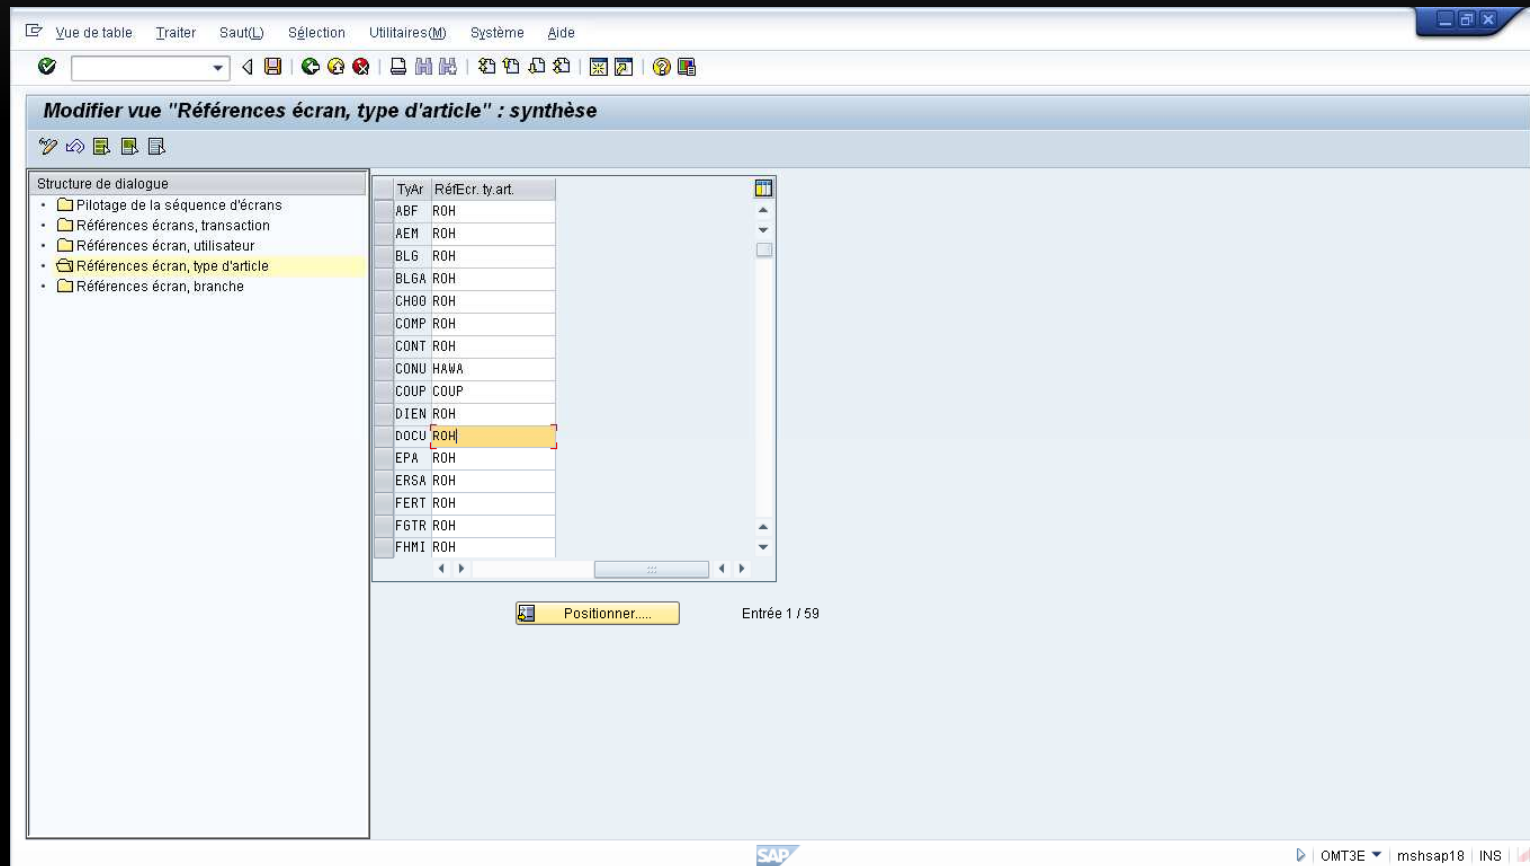 Vue de table Traiter Saut(L) Sélection Utilitaires(M) Système Aide
Modifier vue "Références écran, type d'article" : synthèse
Structure de dialogue
Pilotage de la séquence d'écrans
Références écrans, transaction
Références écran, utilisateur
Références écran, type d'article
Références écran, branche
TyAr RéfEcr. ty.art.
ABF ROH
AEM ROH
BLG ROH
BLGA ROH
CH00 ROH
COMP ROH
CONT ROH
CONU HAWA
COUP COUP
DIEN ROH
DOCU ROH
EPA ROH
ERSA ROH
FERT ROH
FGTR ROH
FHMI ROH
Positionner..... Entrée 1 / 59
SAP OMT3E mshsap18 INS